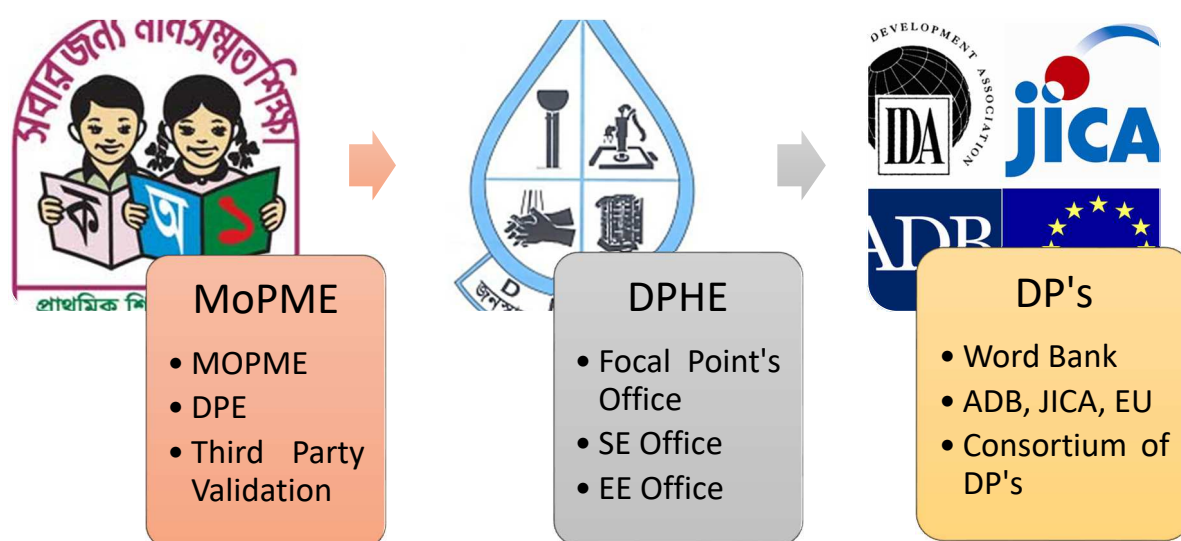 সবার জন্য মানসম্মত শিক্ষা
ক অ ১
প্রাথমিক
MoPME
• MOPME
• DPE
• Third Party
Validation
D
DPHE
• Focal Point's
Office
• SE Office
• EE Office
DEVELOPMENT ASSOCIATION
IDA
jICA
ADB
DP's
• Word Bank
• ADB, JICA, EU
• Consortium of
DP's